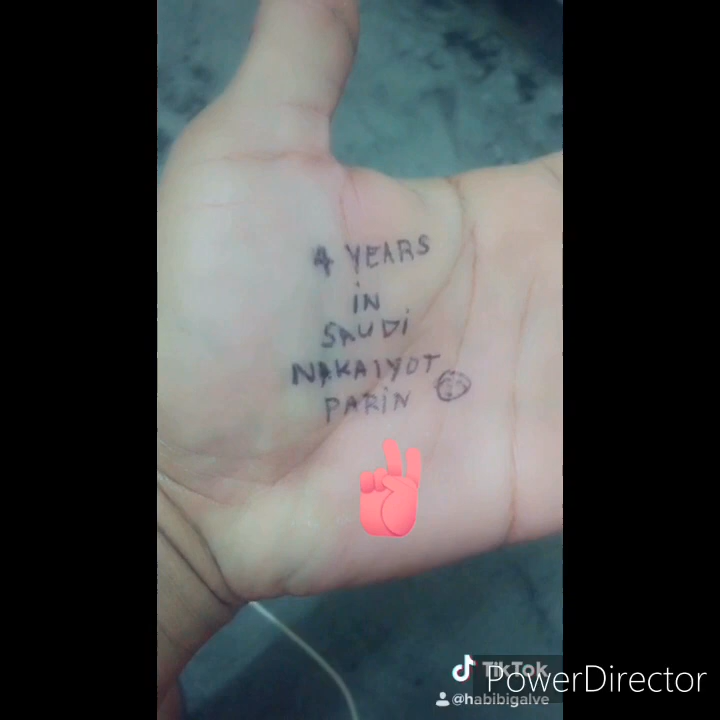 4 YEARS
iN
SAUDi
NAKAIYOT
PARiN
TikTok
@habibigalve
PowerDirector